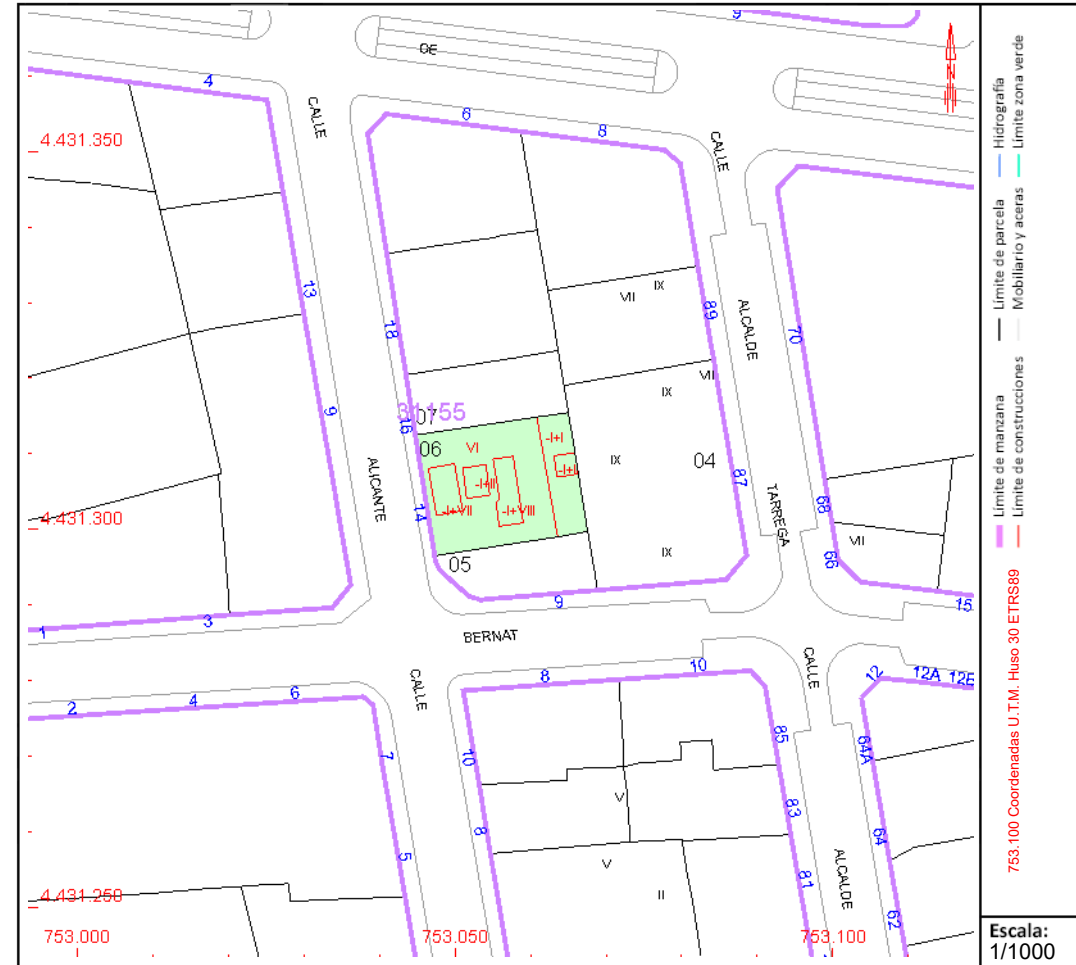 9
DE
4
6
8
CALLE
CALLE
N
4.431.350
13
18
89
ALCALDE
70
VII
IX
VII
IX
9
16
31155
07
06
VI
-I+I
-I+I
-I+II
-I+VII
-I+VIII
14
05
IX
04
87
IX
ALICANTE
TARREGA
68
66
VII
15
4.431.300
1
3
9
BERNAT
CALLE
CALLE
2
4
6
8
10
12
12A
12B
7
10
85
64A
V
83
8
64
5
V
II
81
ALCALDE
62
4.431.250
753.000
753.050
753.100
Límite de manzana
Límite de parcela
Hidrografía
Límite de construcciones
Mobiliario y aceras
Límite zona verde
753.100 Coordenadas U.T.M. Huso 30 ETRS89
Escala:
1/1000